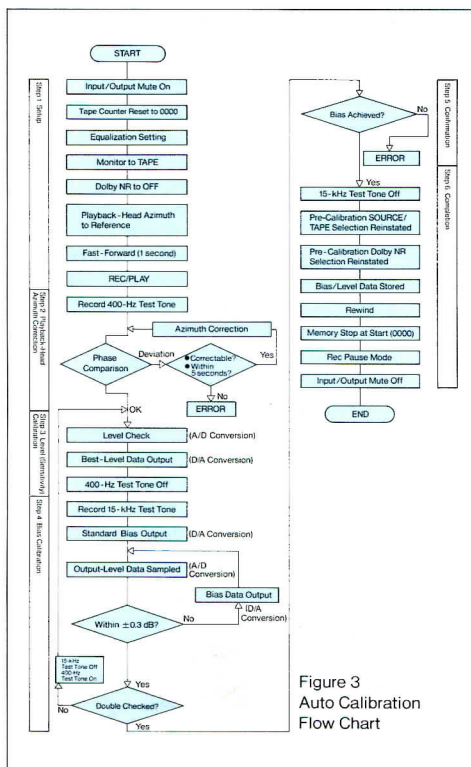 START
Step 1 Setup
Input/Output Mute On
Tape Counter Reset to 0000
Equalization Setting
Monitor to TAPE
Dolby NR to OFF
Playback-Head Azimuth
to Reference
Fast-Forward (1 second)
REC/PLAY
Record 400-Hz Test Tone
Step 2 Playback-Head
Azimuth Correction
Azimuth Correction
Phase
Comparison
Deviation
● Correctable?
● Within
5 seconds?
Yes
No
ERROR
OK
Step 3 Level (Sensitivity)
Calibration
Level Check
(A/D Conversion)
Best-Level Data Output
(D/A Conversion)
400-Hz Test Tone Off
Step 4 Bias Calibration
Record 15-kHz Test Tone
Standard Bias Output
(D/A Conversion)
Output-Level Data Sampled
(A/D
Conversion)
Bias Data Output
(D/A
Conversion)
Within ±0.3 dB?
No
Yes
15-kHz
Test Tone Off
400-Hz
Test Tone On
No
Double Checked?
Yes
Step 5 Confirmation
Bias Achieved?
No
ERROR
Yes
Step 6 Completion
15-kHz Test Tone Off
Pre-Calibration SOURCE/
TAPE Selection Reinstated
Pre-Calibration Dolby NR
Selection Reinstated
Bias/Level Data Stored
Rewind
Memory Stop at Start (0000)
Rec Pause Mode
Input/Output Mute Off
END
Figure 3
Auto Calibration
Flow Chart